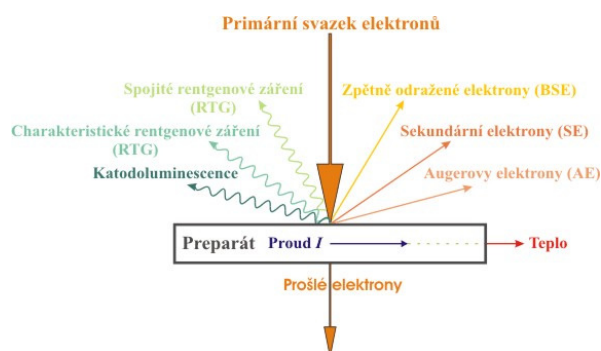 Primární svazek elektronů
Spojité rentgenové záření
(RTG)
Zpětně odražené elektrony (BSE)
Charakteristické rentgenové záření
(RTG)
Sekundární elektrony (SE)
Katodoluminescence
Augerovy elektrony (AE)
Preparát
Proud I
Teplo
Prošlé elektrony